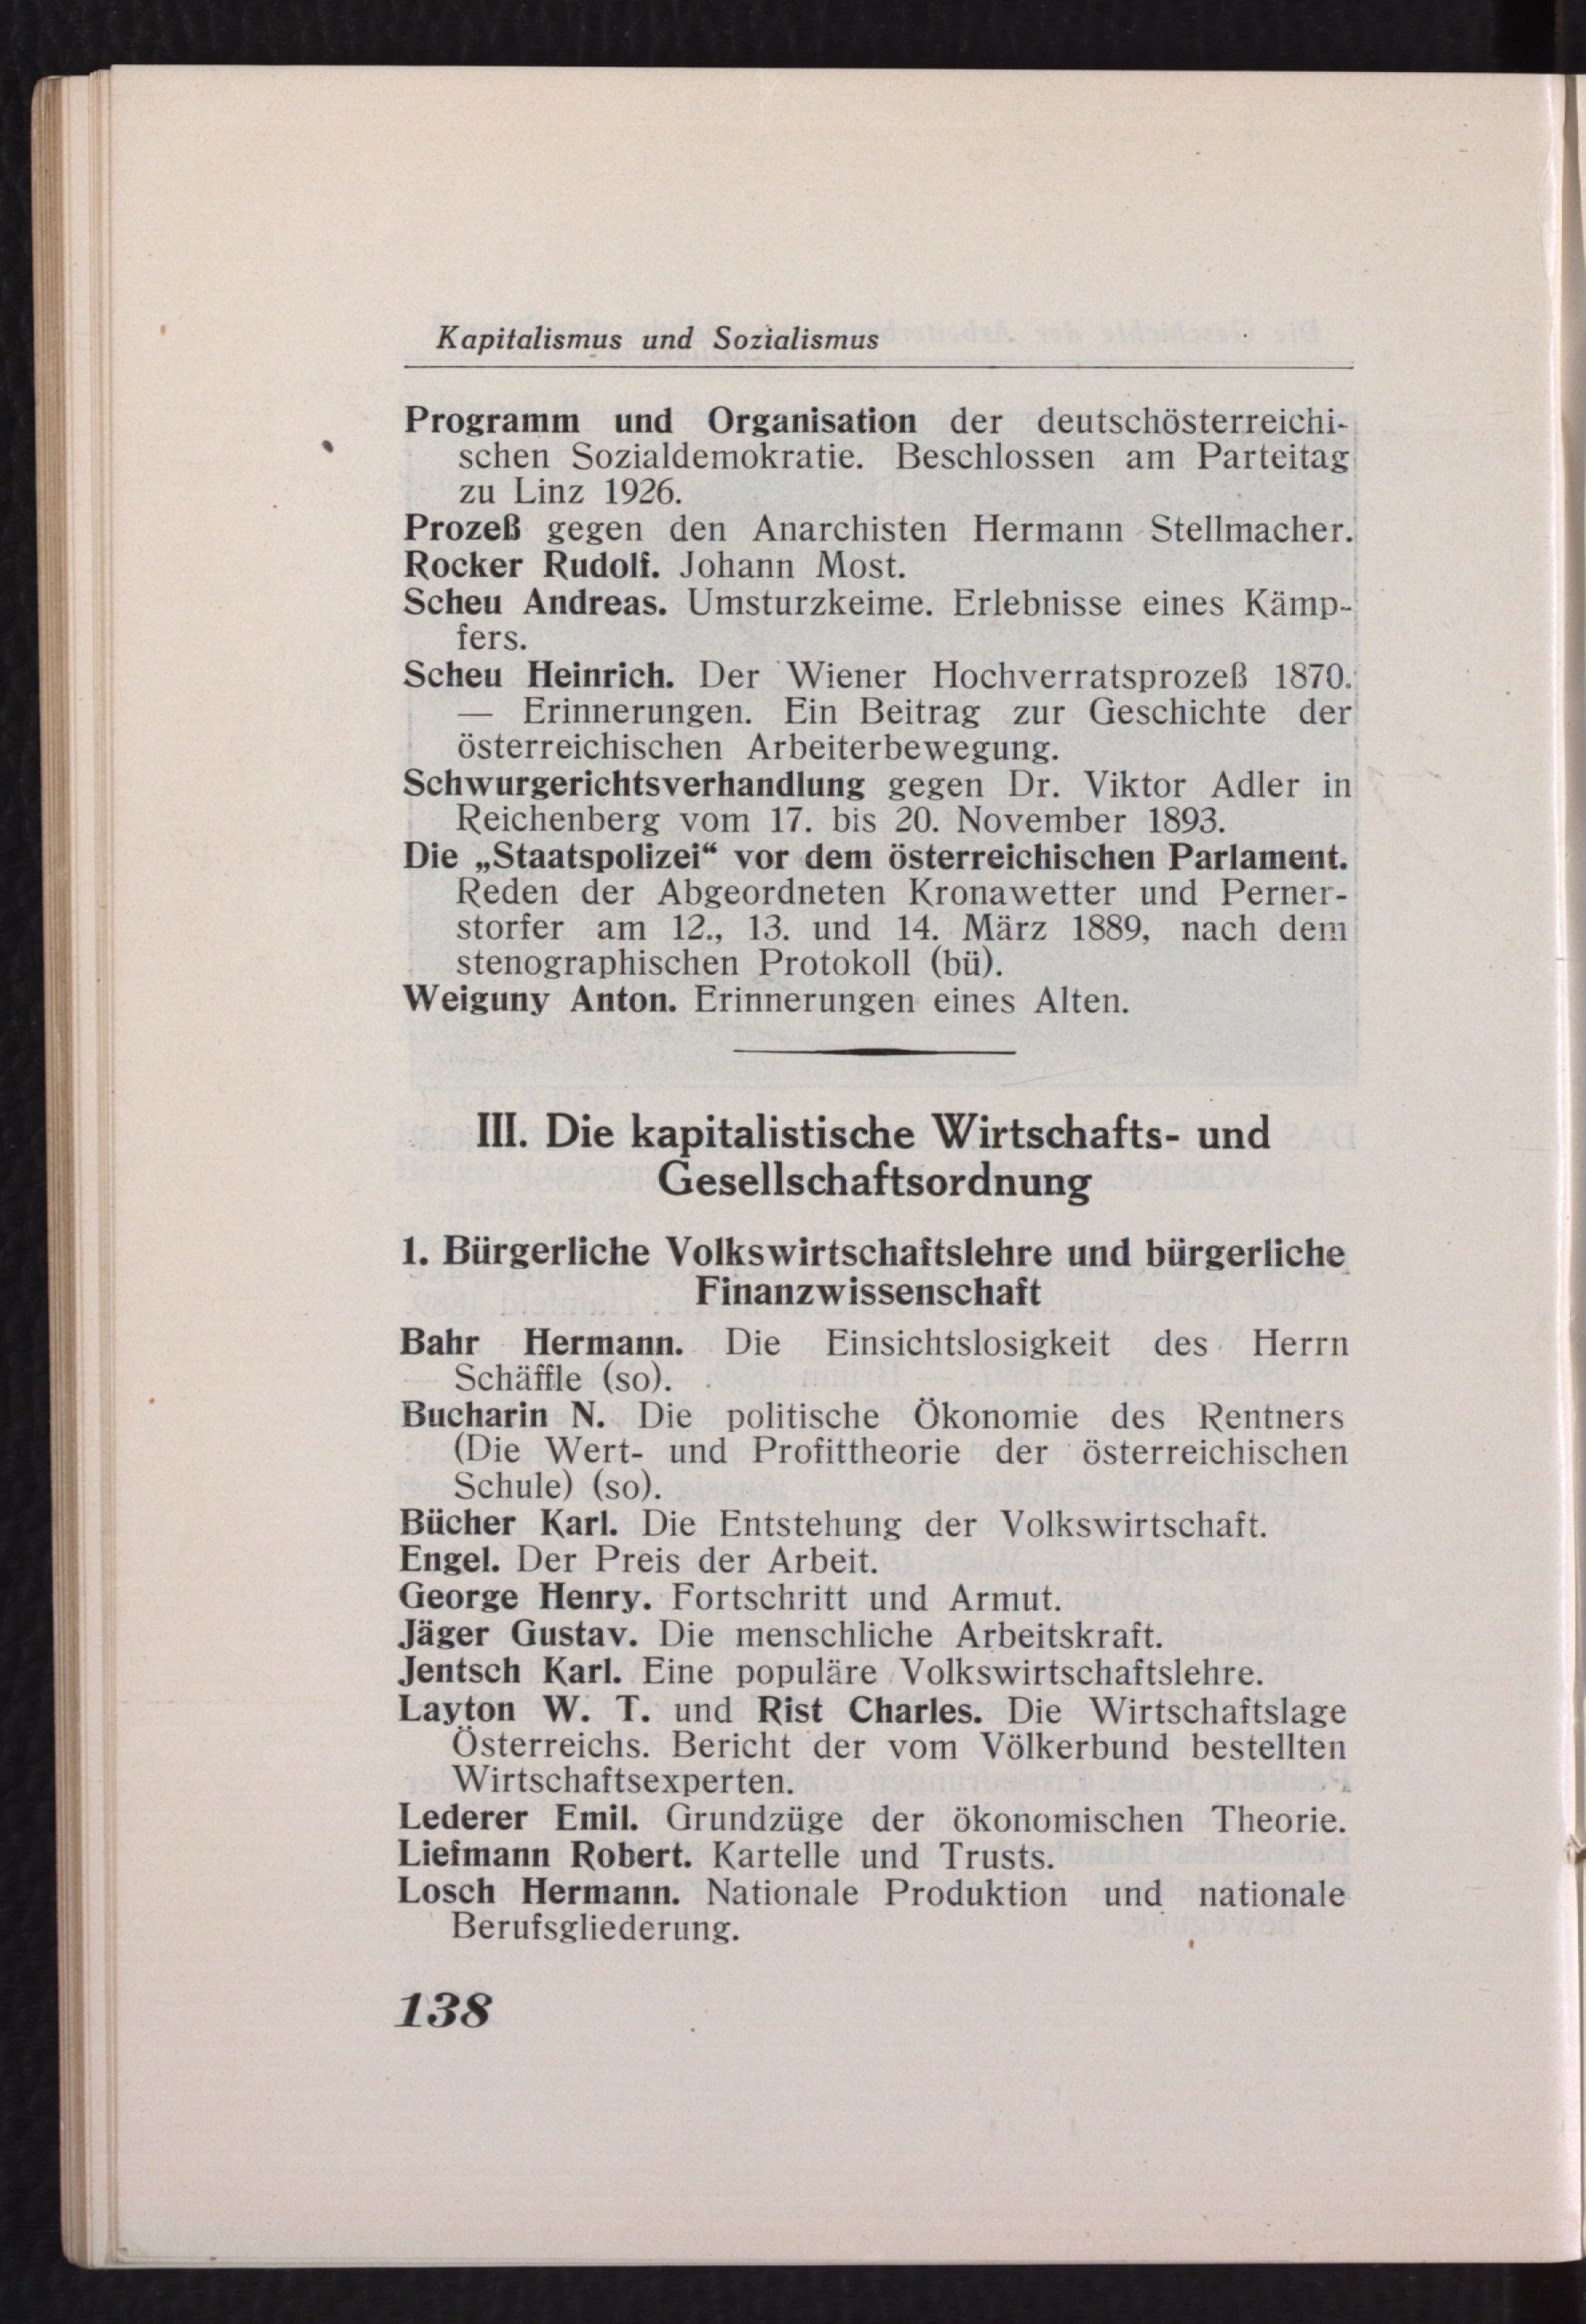 Kapitalismus und Sozialismus
Programm und Organisation der deutschösterreichi-
schen Sozialdemokratie. Beschlossen am Parteitag
zu Linz 1926.
Prozeß gegen den Anarchisten Hermann Stellmacher.
Rocker Rudolf. Johann Most.
Scheu Andreas. Umsturzkeime. Erlebnisse eines Kämp-
fers.
Scheu Heinrich. Der Wiener Hochverratsprozeß 1870.
— Erinnerungen. Ein Beitrag zur Geschichte der
österreichischen Arbeiterbewegung.
Schwurgerichtsverhandlung gegen Dr. Viktor Adler in
Reichenberg vom 17. bis 20. November 1893.
Die „Staatspolizei“ vor dem österreichischen Parlament.
Reden der Abgeordneten Kronawetter und Perner-
storfer am 12., 13. und 14. März 1889, nach dem
stenographischen Protokoll (bü).
Weiguny Anton. Erinnerungen eines Alten.
III. Die kapitalistische Wirtschafts- und
Gesellschaftsordnung
1. Bürgerliche Volkswirtschaftslehre und bürgerliche
Finanzwissenschaft
Bahr Hermann. Die Einsichtslosigkeit des Herrn
Schäffle (so).
Bucharin N. Die politische Ökonomie des Rentners
(Die Wert- und Profittheorie der österreichischen
Schule) (so).
Bücher Karl. Die Entstehung der Volkswirtschaft.
Engel. Der Preis der Arbeit.
George Henry. Fortschritt und Armut.
Jäger Gustav. Die menschliche Arbeitskraft.
Jentsch Karl. Eine populäre Volkswirtschaftslehre.
Layton W. T. und Rist Charles. Die Wirtschaftslage
Österreichs. Bericht der vom Völkerbund bestellten
Wirtschaftsexperten.
Lederer Emil. Grundzüge der ökonomischen Theorie.
Liefmann Robert. Kartelle und Trusts.
Losch Hermann. Nationale Produktion und nationale
Berufsgliederung.
138